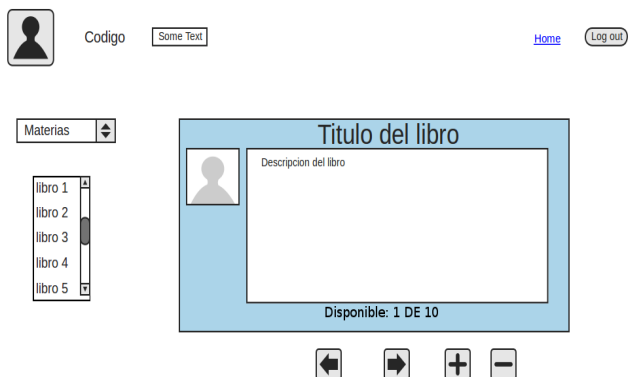 Codigo
Some Text
Home
Log out
Materias
libro 1
libro 2
libro 3
libro 4
libro 5
Titulo del libro
Descripcion del libro
Disponible: 1 DE 10